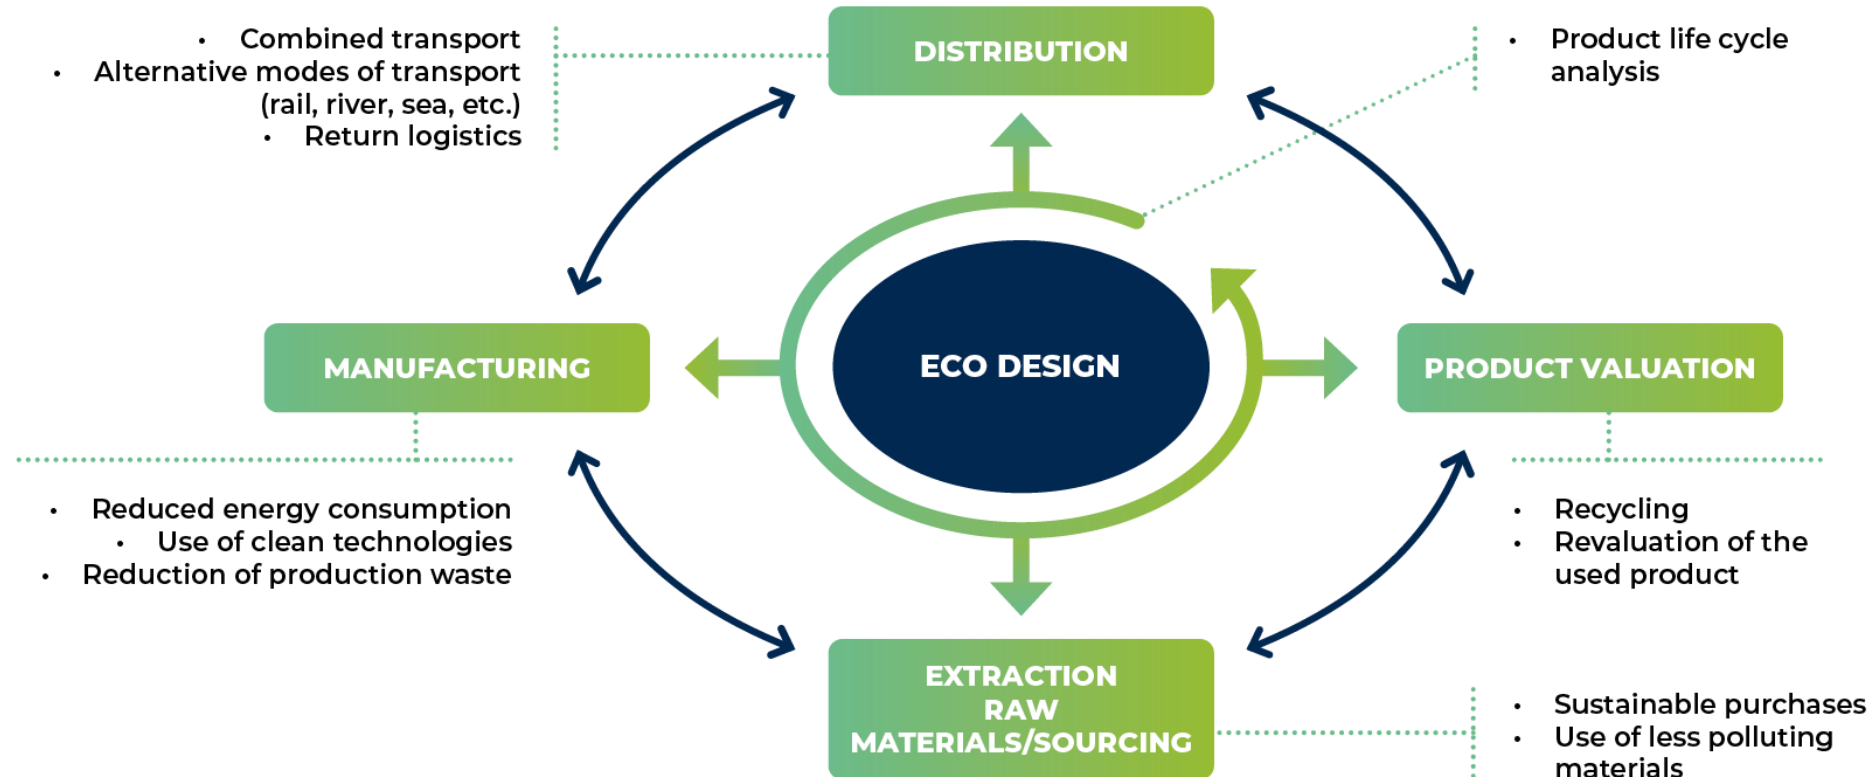 • Combined transport
• Alternative modes of transport
(rail, river, sea, etc.)
• Return logistics
DISTRIBUTION
• Product life cycle
analysis
MANUFACTURING
ECO DESIGN
PRODUCT VALUATION
• Reduced energy consumption
• Use of clean technologies
• Reduction of production waste
• Recycling
• Revaluation of the
used product
EXTRACTION
RAW
MATERIALS/SOURCING
• Sustainable purchases
• Use of less polluting
materials